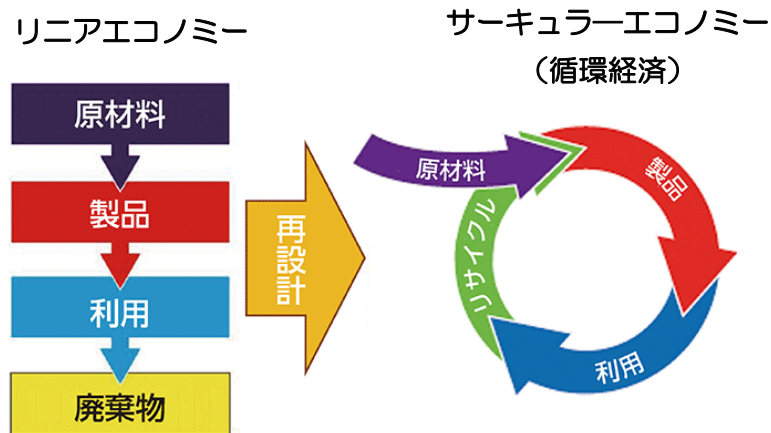 リニアエコノミー
原材料
製品
利用
廃棄物
再設計
サーキュラーエコノミー
（循環経済）
原材料
製品
利用
リサイクル